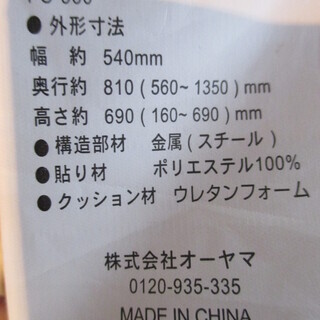 ● 外形寸法
幅 約 540mm
奥行約 810 ( 560~ 1350 ) mm
高さ約 690 ( 160~ 690 ) mm
● 構造部材 金属 ( スチール )
● 貼り材 ポリエステル100%
● クッション材 ウレタンフォーム
株式会社オーヤマ
0120-935-335
MADE IN CHINA